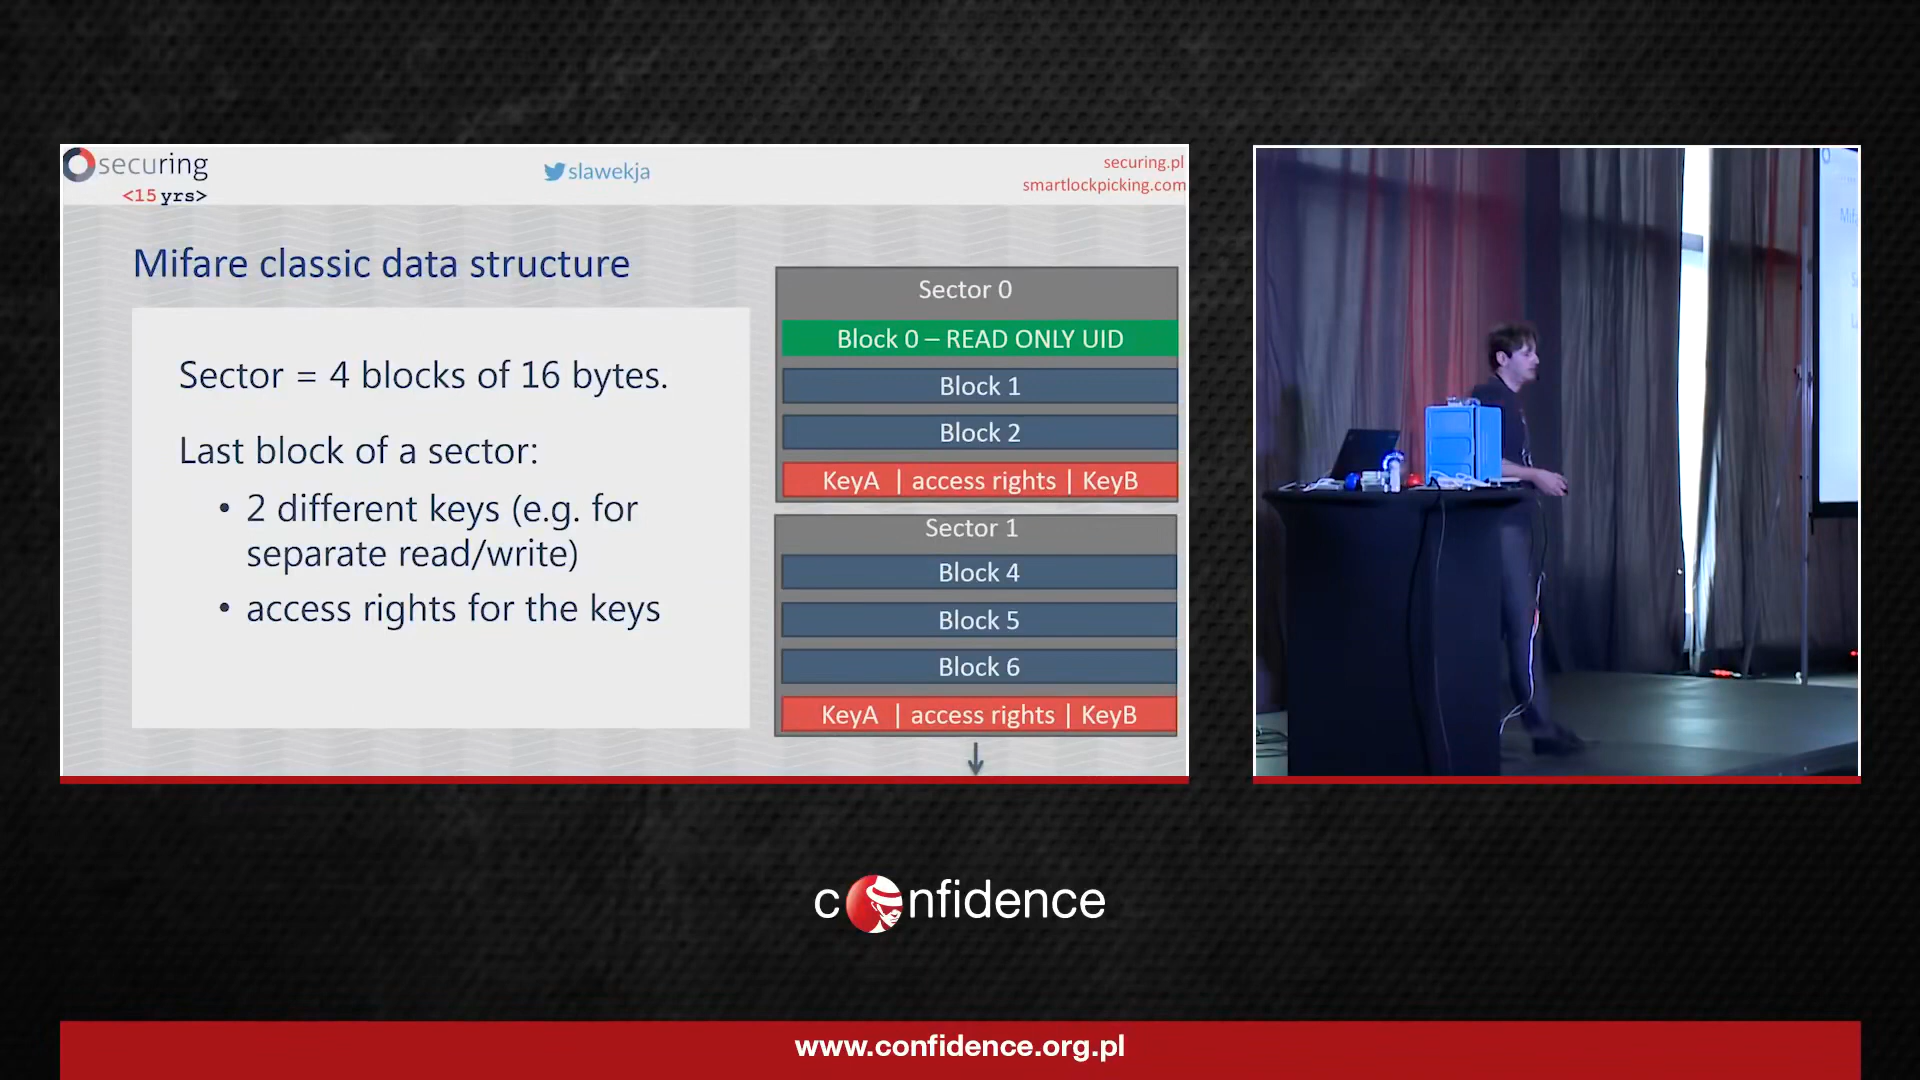 securing
<15 yrs>
slawekja
securing.pl
smartlockpicking.com
Mifare classic data structure
Sector = 4 blocks of 16 bytes.
Last block of a sector:
• 2 different keys (e.g. for
separate read/write)
• access rights for the keys
Sector 0
Block 0 – READ ONLY UID
Block 1
Block 2
KeyA | access rights | KeyB
Sector 1
Block 4
Block 5
Block 6
KeyA | access rights | KeyB
confidence
www.confidence.org.pl